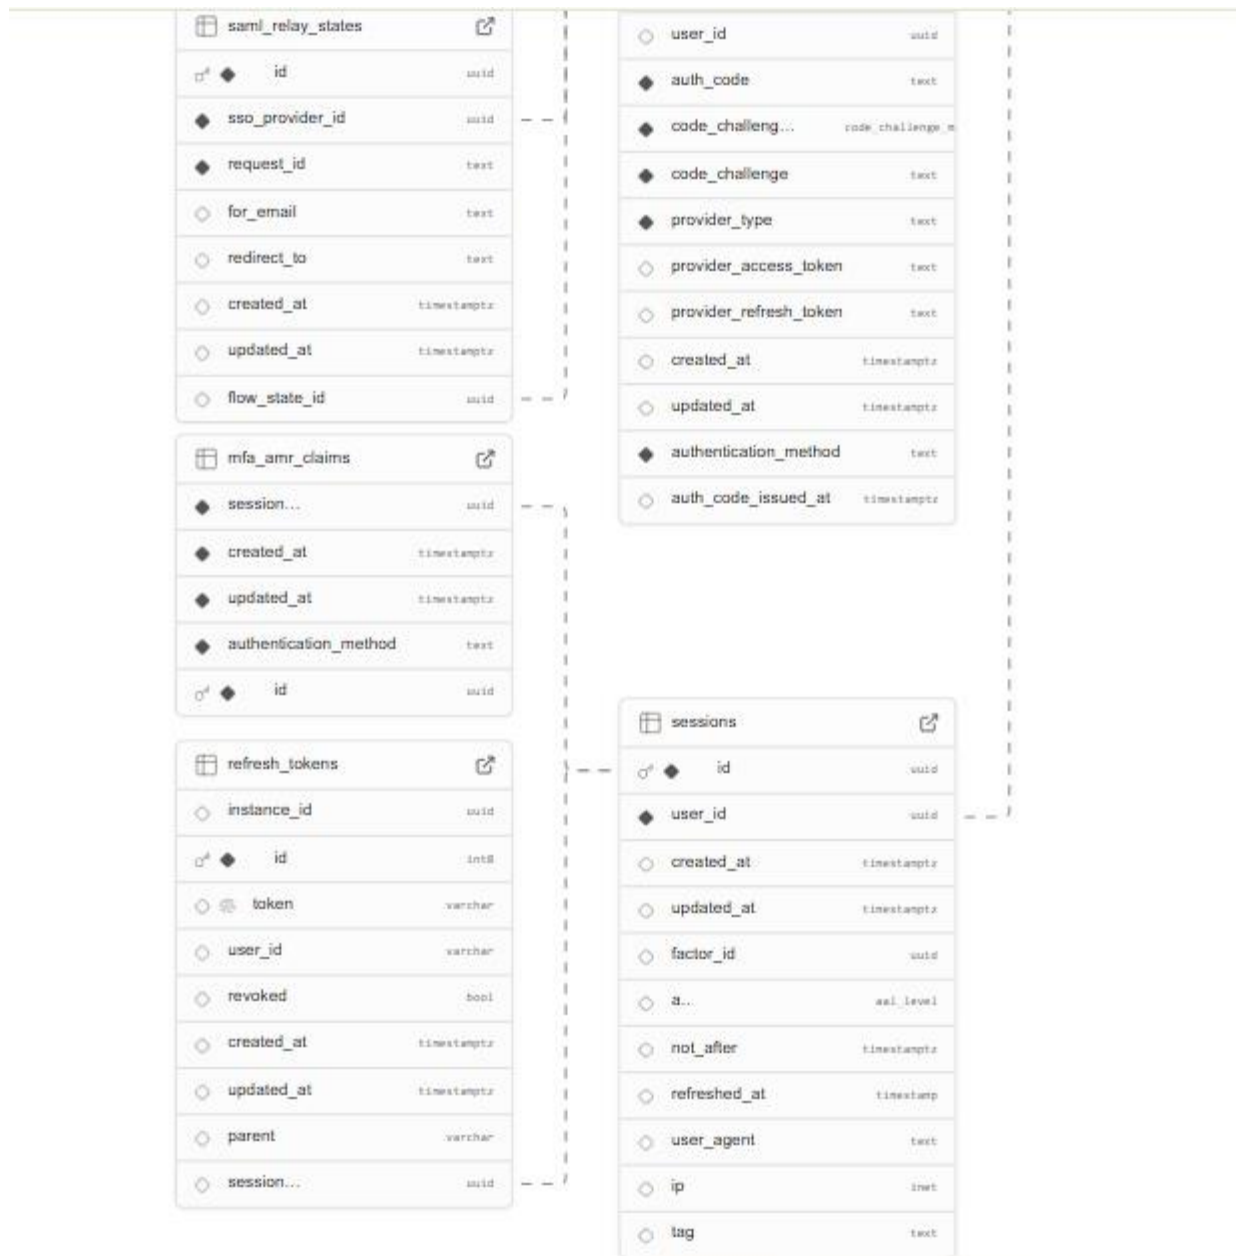 saml_relay_states
id uuid
sso_provider_id uuid
request_id text
for_email text
redirect_to text
created_at timestamptz
updated_at timestamptz
flow_state_id uuid
mfa_amr_claims
session... uuid
created_at timestamptz
updated_at timestamptz
authentication_method text
id uuid
refresh_tokens
instance_id uuid
id int8
token varchar
user_id varchar
revoked bool
created_at timestamptz
updated_at timestamptz
parent varchar
session... uuid
user_id uuid
auth_code text
code_challeng... code_challenge_m
code_challenge text
provider_type text
provider_access_token text
provider_refresh_token text
created_at timestamptz
updated_at timestamptz
authentication_method text
auth_code_issued_at timestamptz
sessions
id uuid
user_id uuid
created_at timestamptz
updated_at timestamptz
factor_id uuid
a... aal_level
not_after timestamptz
refreshed_at timestamp
user_agent text
ip inet
tag text